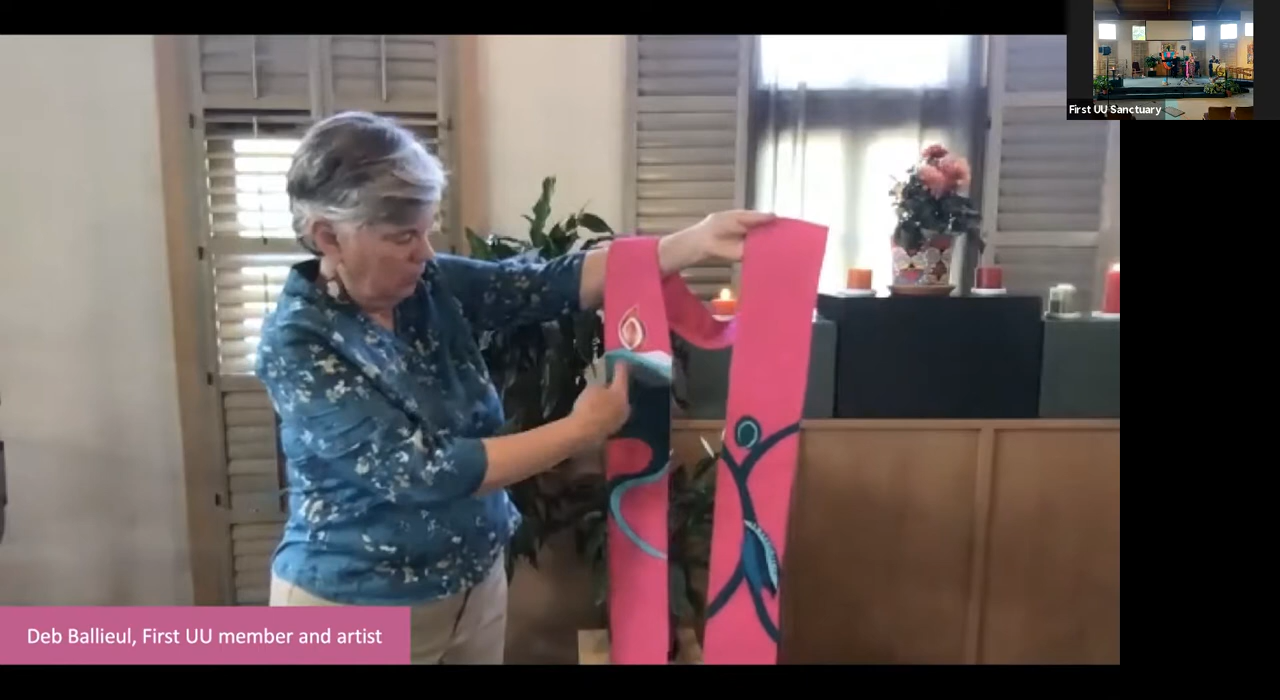 First UU Sanctuary
Deb Ballieul, First UU member and artist